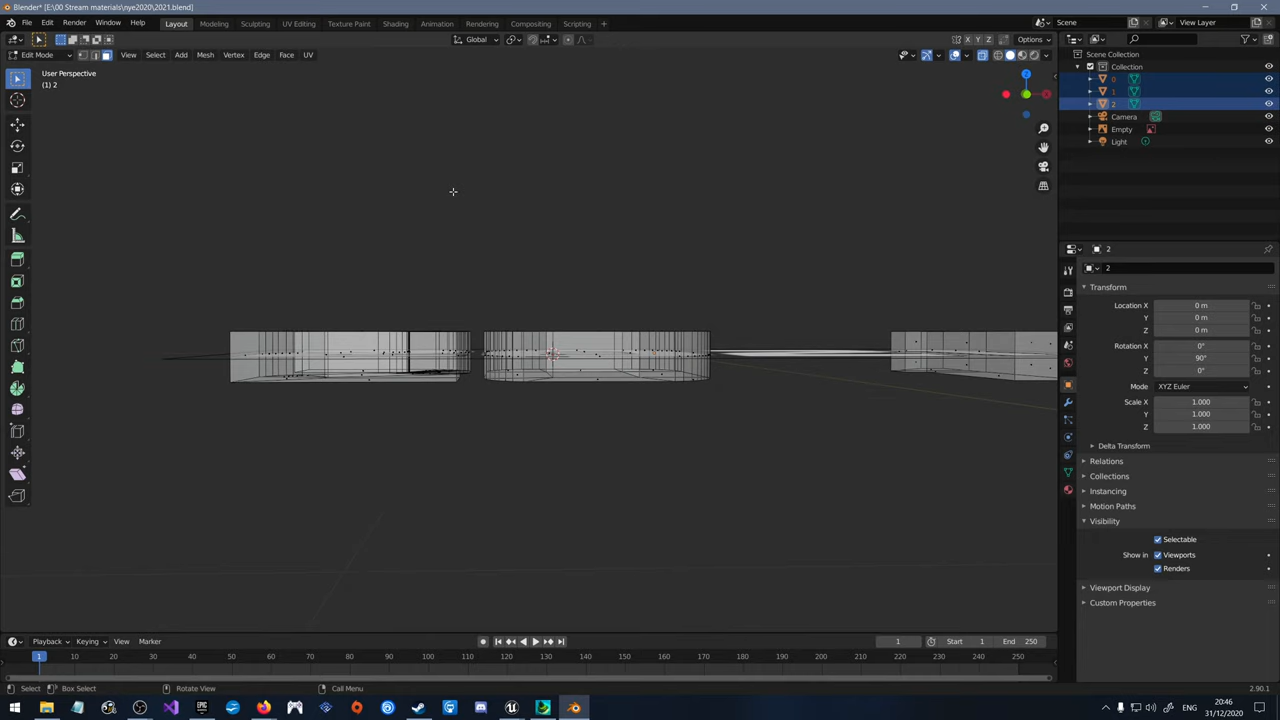 Blender* [E:\00 Stream materials\nye2020\2021.blend]
File Edit Render Window Help Layout Modeling Sculpting UV Editing Texture Paint Shading Animation Rendering Compositing Scripting + Scene View Layer
Global Options
X Y Z
Edit Mode View Select Add Mesh Vertex Edge Face UV
User Perspective
(1) 2
Z
Scene Collection
Collection
0
1
2
Camera
Empty
Light
2
2
Transform
Location X 0 m
Y 0 m
Z 0 m
Rotation X 0°
Y 90°
Z 0°
Mode XYZ Euler
Scale X 1.000
Y 1.000
Z 1.000
Delta Transform
Relations
Collections
Instancing
Motion Paths
Visibility
Selectable
Show in Viewports
Renders
Viewport Display
Custom Properties
Playback Keying View Marker 1 Start 1 End 250
1 10 20 30 40 50 60 70 80 90 100 110 120 130 140 150 160 170 180 190 200 210 220 230 240 250
Select Box Select Rotate View Call Menu 2.90.1
ENG 20:46
31/12/2020